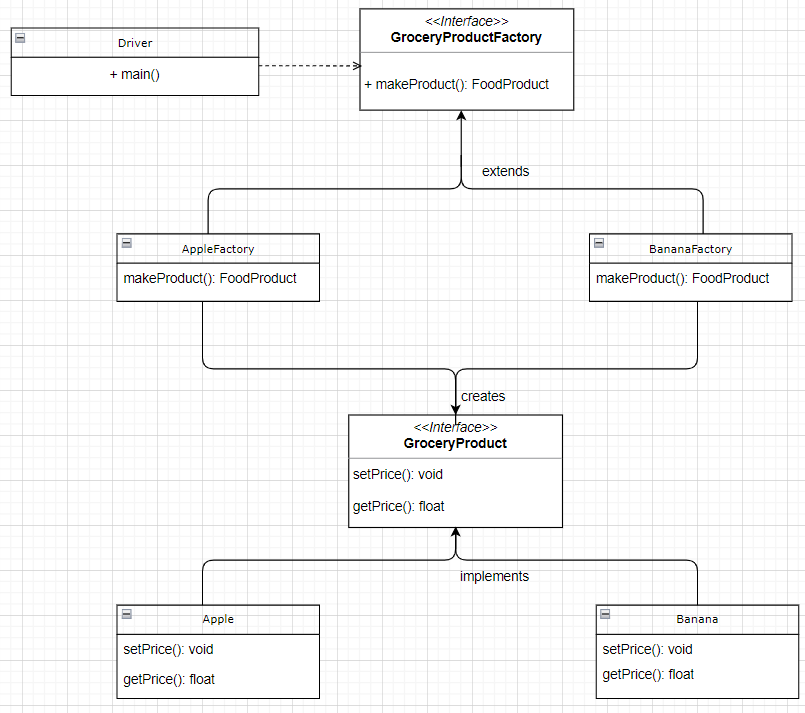 <<Interface>>
GroceryProductFactory
+ makeProduct(): FoodProduct
Driver
+ main()
extends
AppleFactory
makeProduct(): FoodProduct
BananaFactory
makeProduct(): FoodProduct
creates
<<Interface>>
GroceryProduct
setPrice(): void
getPrice(): float
implements
Apple
setPrice(): void
getPrice(): float
Banana
setPrice(): void
getPrice(): float